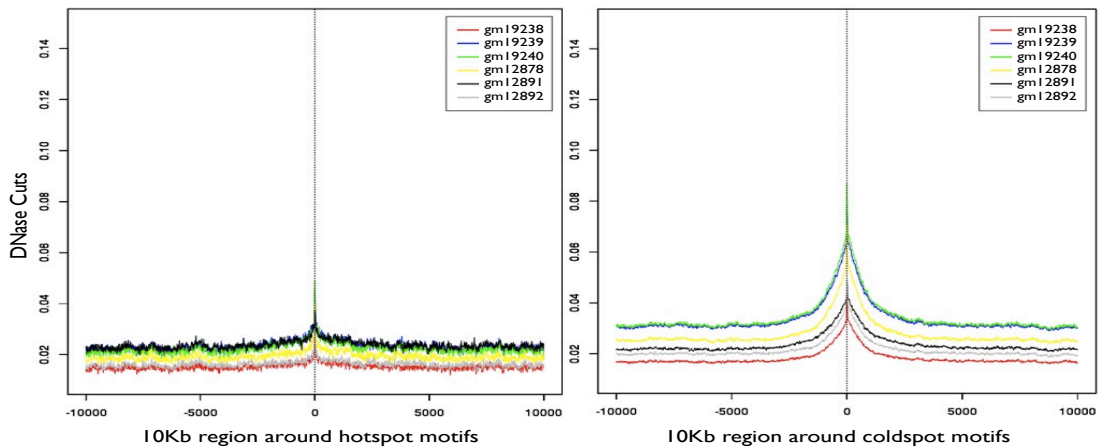 DNase Cuts
0.14
0.12
0.10
0.08
0.06
0.04
0.02
gm19238
gm19239
gm19240
gm12878
gm12891
gm12892
-10000 -5000 0 5000 10000
10Kb region around hotspot motifs
0.14
0.12
0.10
0.08
0.06
0.04
0.02
gm19238
gm19239
gm19240
gm12878
gm12891
gm12892
-10000 -5000 0 5000 10000
10Kb region around coldspot motifs